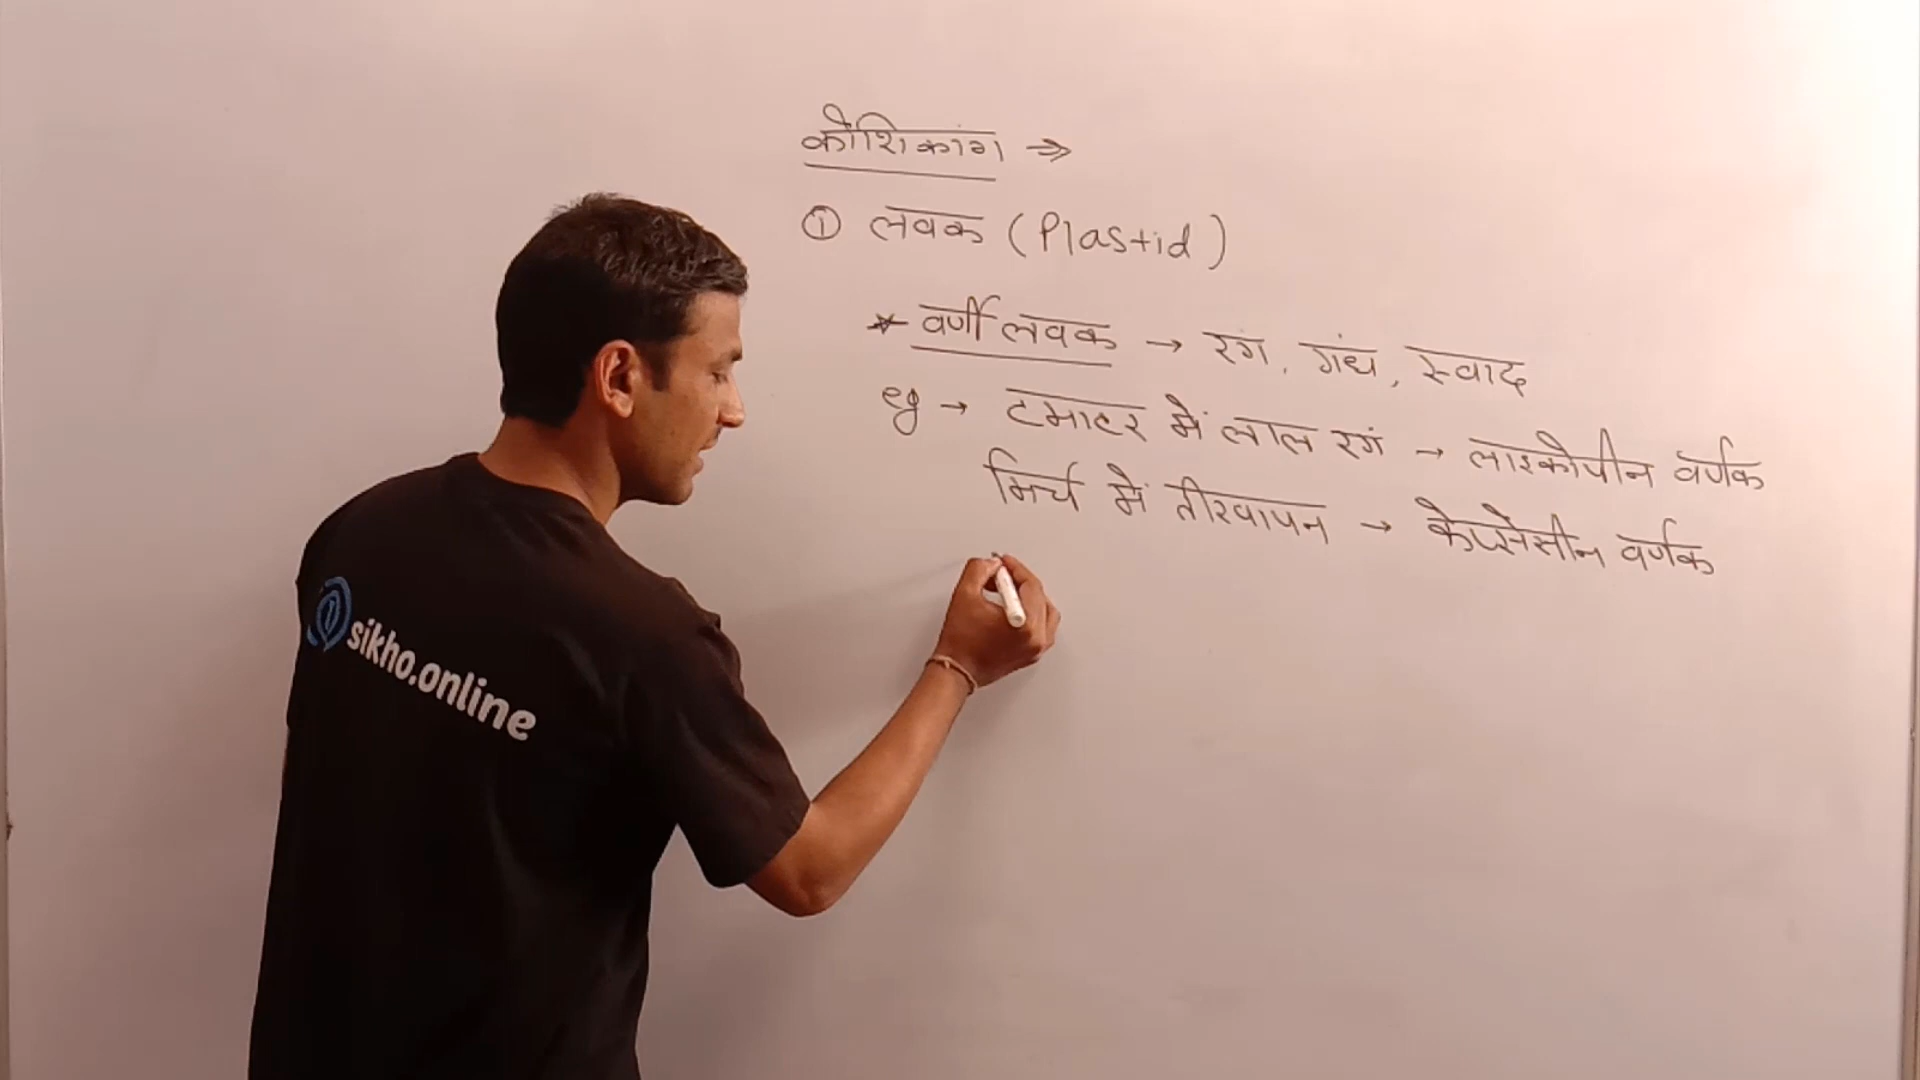 कोशिकांग ⇒
① लवक (Plastid)
* वर्णी लवक → रंग, गंध, स्वाद
eg → टमाटर में लाल रंग → लाइकोपीन वर्णक
मिर्च में तीखापन → केप्सेसीन वर्णक
sikho.online